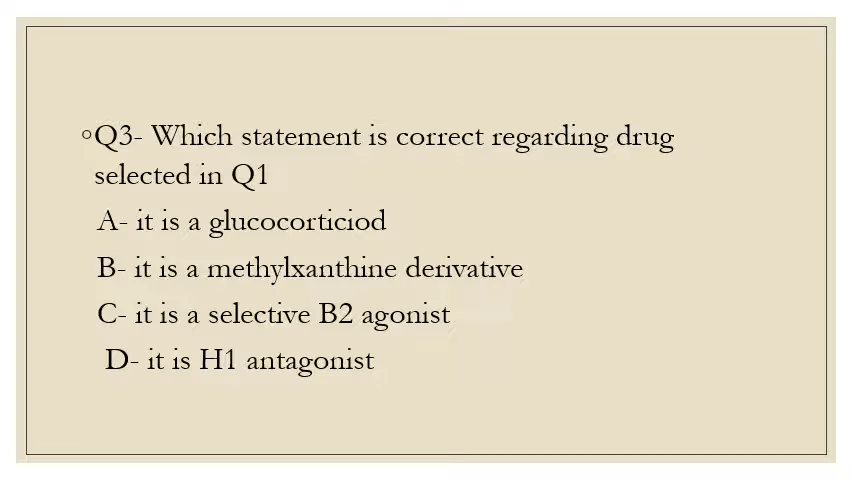 ◦Q3- Which statement is correct regarding drug
selected in Q1
A- it is a glucocorticiod
B- it is a methylxanthine derivative
C- it is a selective B2 agonist
D- it is H1 antagonist